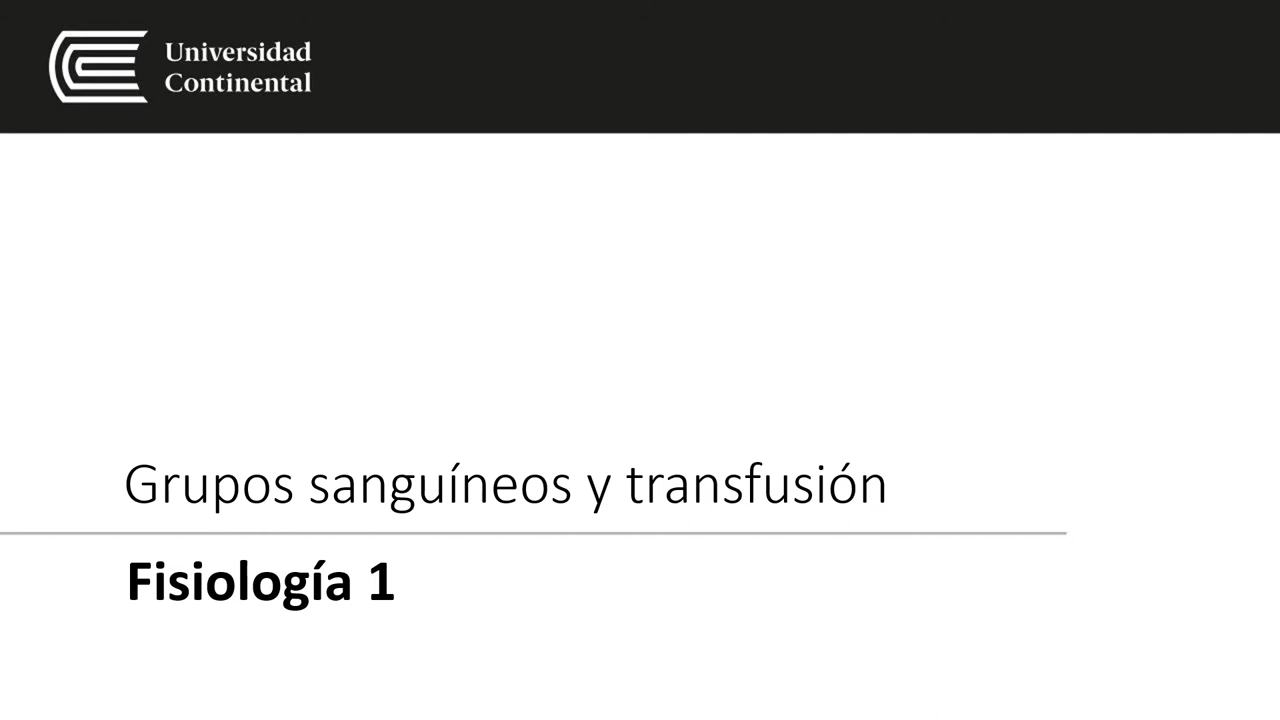 Universidad
Continental
Grupos sanguíneos y transfusión
Fisiología 1